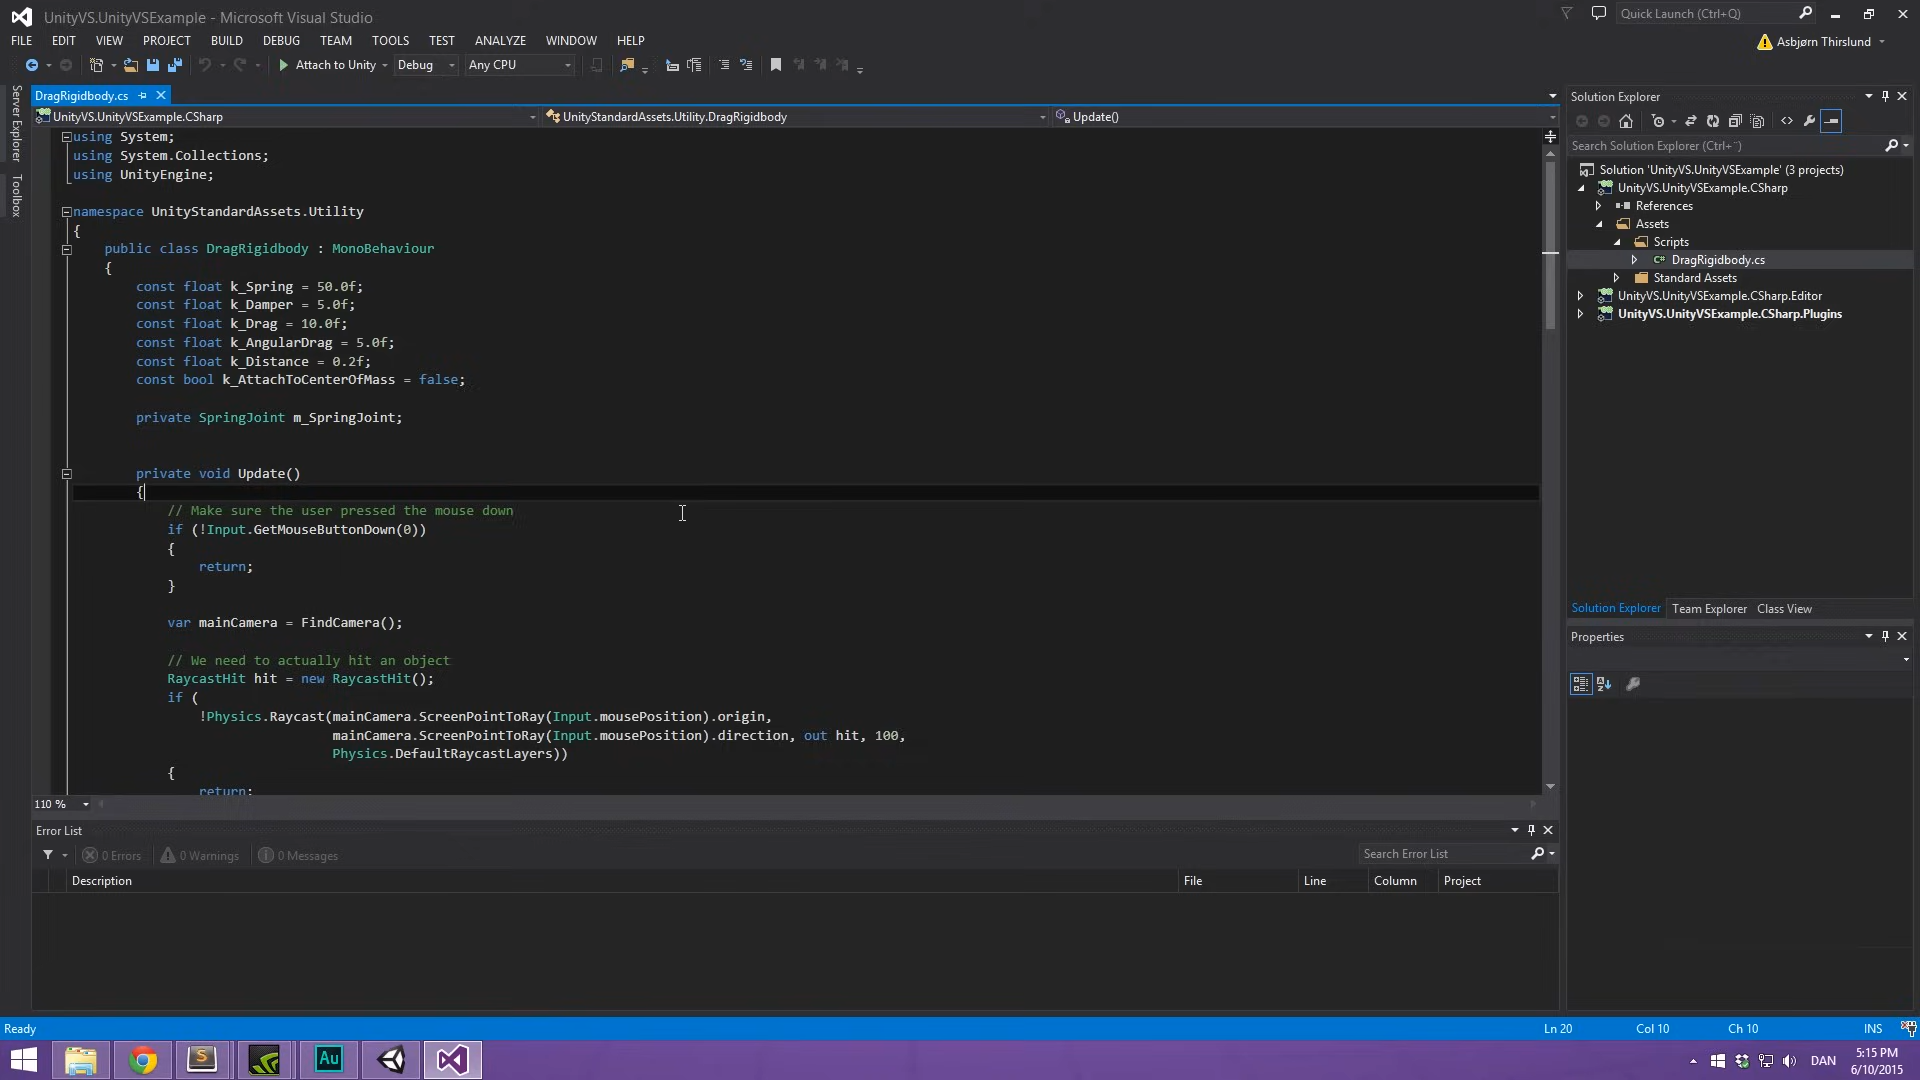 UnityVS.UnityVSExample - Microsoft Visual Studio
Quick Launch (Ctrl+Q)
FILE EDIT VIEW PROJECT BUILD DEBUG TEAM TOOLS TEST ANALYZE WINDOW HELP
Asbjørn Thirslund
Attach to Unity Debug Any CPU
Server Explorer
Toolbox
DragRigidbody.cs
UnityVS.UnityVSExample.CSharp UnityStandardAssets.Utility.DragRigidbody Update()
using System;
using System.Collections;
using UnityEngine;
namespace UnityStandardAssets.Utility
{
public class DragRigidbody : MonoBehaviour
{
const float k_Spring = 50.0f;
const float k_Damper = 5.0f;
const float k_Drag = 10.0f;
const float k_AngularDrag = 5.0f;
const float k_Distance = 0.2f;
const bool k_AttachToCenterOfMass = false;
private SpringJoint m_SpringJoint;
private void Update()
{
// Make sure the user pressed the mouse down
if (!Input.GetMouseButtonDown(0))
{
return;
}
var mainCamera = FindCamera();
// We need to actually hit an object
RaycastHit hit = new RaycastHit();
if (
!Physics.Raycast(mainCamera.ScreenPointToRay(Input.mousePosition).origin,
mainCamera.ScreenPointToRay(Input.mousePosition).direction, out hit, 100,
Physics.DefaultRaycastLayers))
{
return;
110 %
Error List
0 Errors 0 Warnings 0 Messages
Search Error List
Description File Line Column Project
Solution Explorer
Search Solution Explorer (Ctrl+¨)
Solution 'UnityVS.UnityVSExample' (3 projects)
UnityVS.UnityVSExample.CSharp
References
Assets
Scripts
DragRigidbody.cs
Standard Assets
UnityVS.UnityVSExample.CSharp.Editor
UnityVS.UnityVSExample.CSharp.Plugins
Solution Explorer Team Explorer Class View
Properties
Ready Ln 20 Col 10 Ch 10 INS
Au
DAN
5:15 PM
6/10/2015